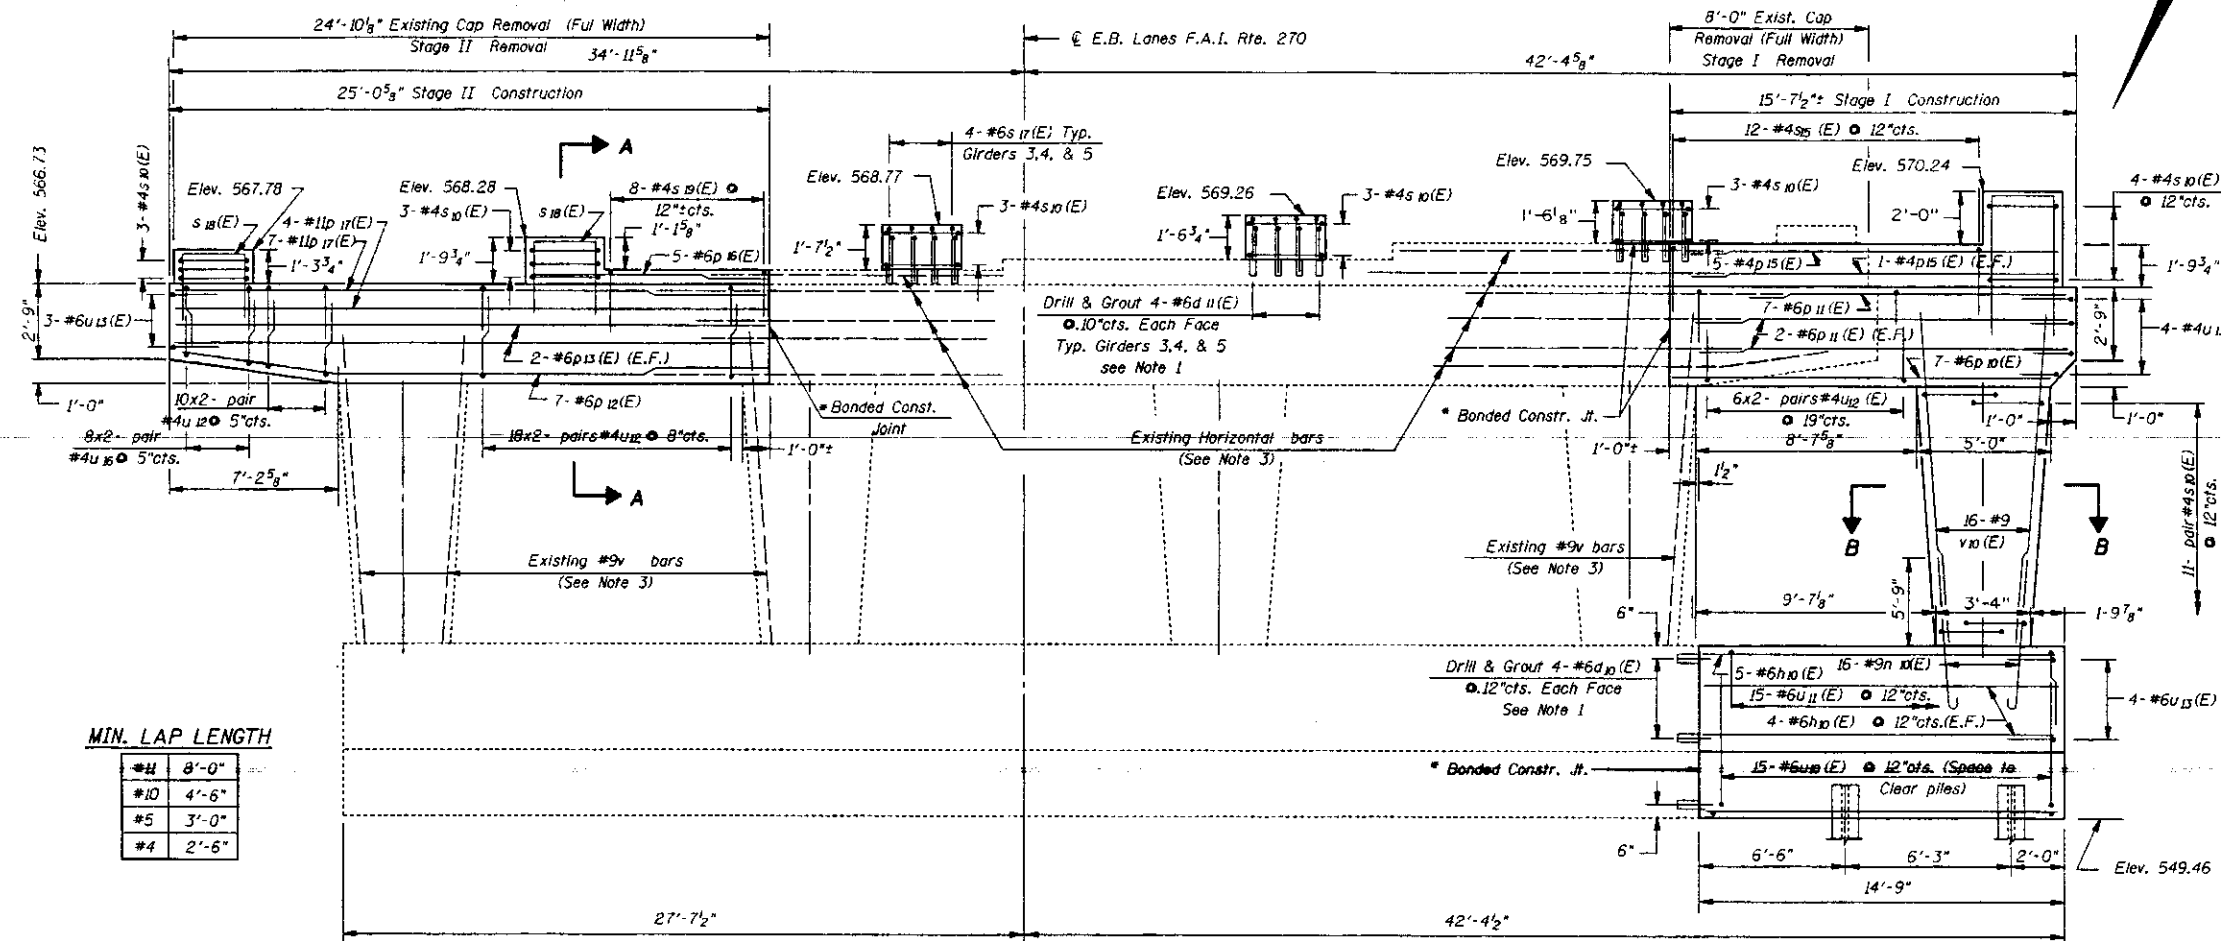 24'-10 1/8" Existing Cap Removal (Ful Width)
Stage II Removal
34'-11 5/8"
25'-0 5/8" Stage II Construction
℄ E.B. Lanes F.A.I. Rte. 270
8'-0" Exist. Cap
Removal (Full Width)
Stage I Removal
42'-4 5/8"
15'-7 1/2"± Stage I Construction
12- #4s15 (E) @ 12"cts.
4- #6s17(E) Typ.
Girders 3,4, & 5
A
Elev. 566.73
3- #4s10(E)
Elev. 567.78
s18(E)
4- #11p17(E)
7- #11p17(E)
1'-3 3/4"
Elev. 568.28
3- #4s10(E)
s18(E)
1'-9 3/4"
8- #4s19(E) @
12"±cts.
1'-1 5/8"
5- #6p16(E)
Elev. 568.77
1'-7 1/2"
3- #4s10(E)
Elev. 569.26
1'-6 3/4"
3- #4s10(E)
Elev. 569.75
1'-6 1/8"
3- #4s10(E)
Elev. 570.24
2'-0"
4- #4s10(E)
@ 12"cts.
1'-9 3/4"
5- #4p15(E)
1- #4p15(E) (E.F.)
2'-9"
3- #6u13(E)
2- #6p13(E) (E.F.)
7- #6p12(E)
1'-0"
10x2- pair
#4u12 @ 5"cts.
8x2- pair
#4u16 @ 5"cts.
18x2- pairs #4u12 @ 8"cts.
7'-2 5/8"
1'-0"±
A
* Bonded Const.
Joint
Drill & Grout 4- #6d11(E)
@ 10"cts. Each Face
Typ. Girders 3,4, & 5
see Note 1
Existing Horizontal bars
(See Note 3)
* Bonded Constr. Jt.
7- #6p11(E)
2- #6p11(E) (E.F.)
7- #6p10(E)
2'-9"
4- #4u1
6x2- pairs#4u12 (E)
@ 19"cts.
8'-7 5/8"
1'-0"
1'-0"
5'-0"
1'-0"±
1 1/2"
11- pair #4s10(E)
@ 12"cts.
B
B
16- #9
v10(E)
Existing #9v bars
(See Note 3)
Existing #9v bars
(See Note 3)
9'-7 1/8"
5'-9"
3'-4"
1-9 7/8"
6"
Drill & Grout 4- #6d10(E)
@ 12"cts. Each Face
See Note 1
5- #6h10(E)
16- #9n10(E)
15- #6u11(E) @ 12"cts.
4- #6h10(E) @ 12"cts.(E.F.)
4- #6u13(E)
* Bonded Constr. Jt.
15- #6u10(E) @ 12"cts. (Space to
Clear piles)
6"
6'-6"
6'-3"
2'-0"
Elev. 549.46
14'-9"
27'-7 1/2"
42'-4 1/2"
MIN. LAP LENGTH
#11 8'-0"
#10 4'-6"
#5 3'-0"
#4 2'-6"